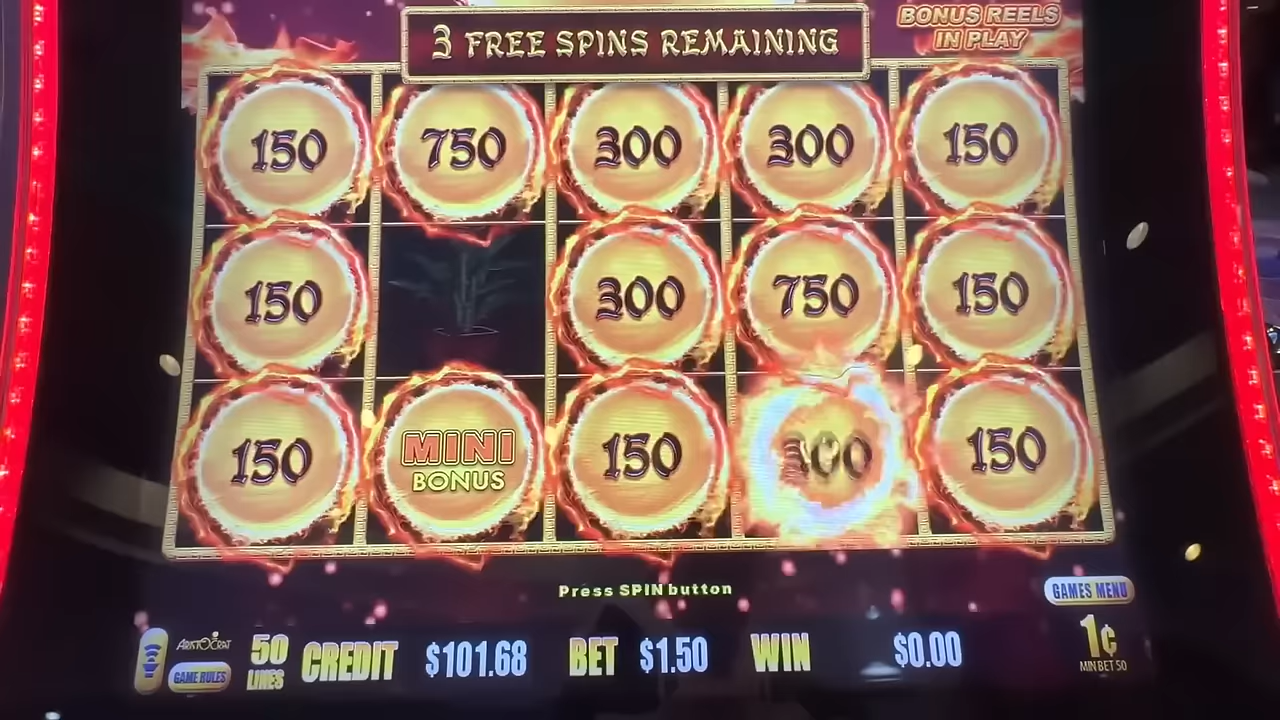 3 FREE SPINS REMAINING
BONUS REELS
IN PLAY
150 750 300 300 150
150 300 750 150
150 MINI
BONUS 150 150
Press SPIN button
GAMES MENU
ARISTOCRAT
GAME RULES
50
LINES
CREDIT $101.68 BET $1.50 WIN $0.00
1¢
MIN BET 50